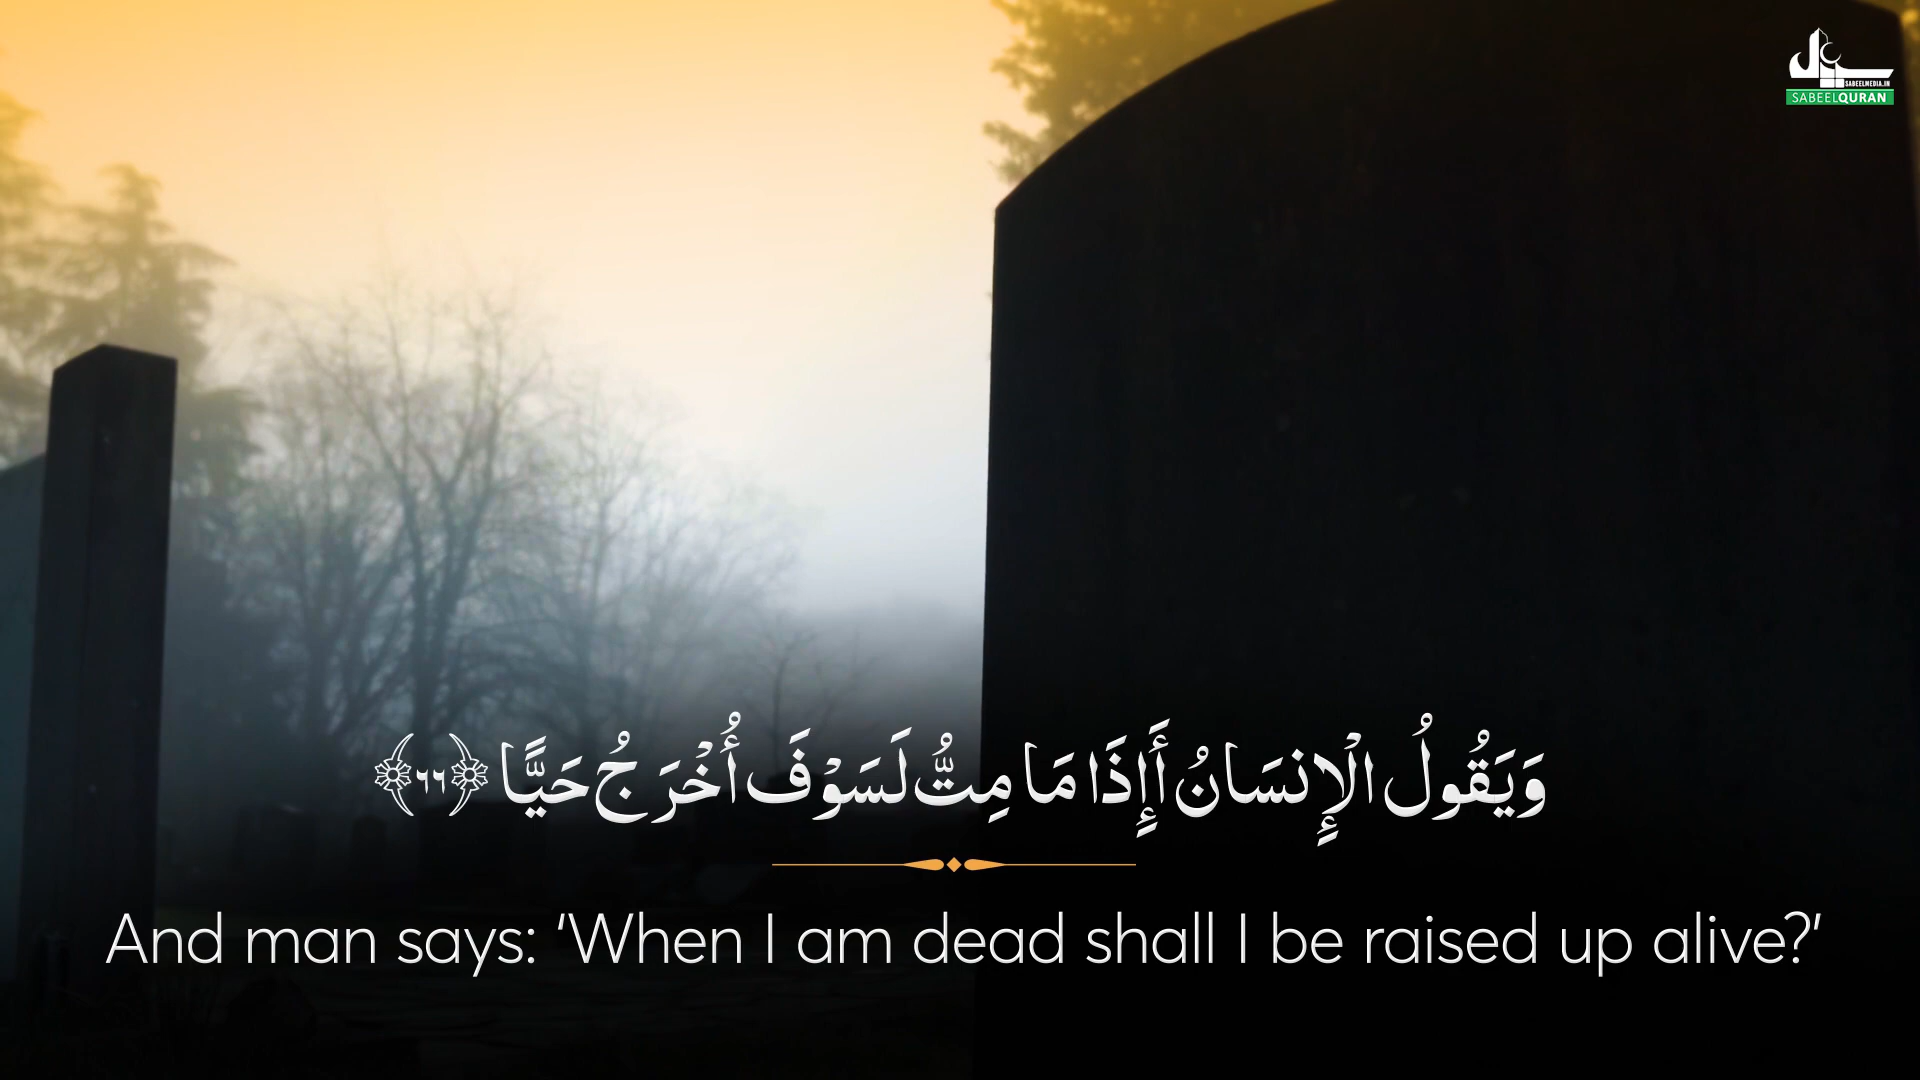 سبيل
SABEELMEDIA.IN
SABEELQURAN
وَيَقُولُ الْإِنسَانُ أَإِذَا مَا مِتُّ لَسَوْفَ أُخْرَجُ حَيًّا ﴿٦٦﴾
And man says: ‘When I am dead shall I be raised up alive?’